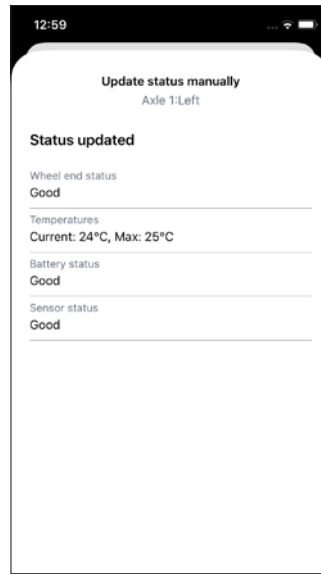 12:59
Update status manually
Axle 1:Left
Status updated
Wheel end status
Good
Temperatures
Current: 24°C, Max: 25°C
Battery status
Good
Sensor status
Good